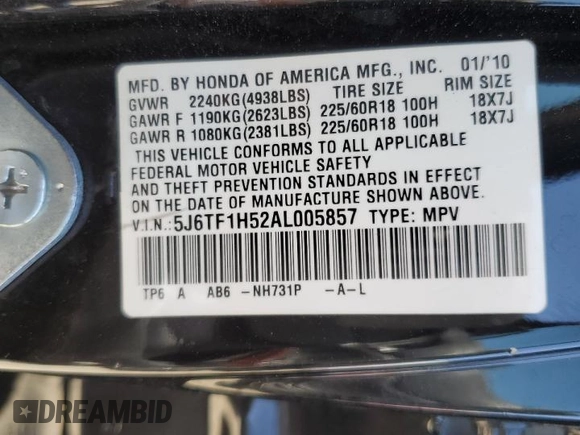 MFD. BY HONDA OF AMERICA MFG., INC. 01/'10
GVWR 2240KG(4938LBS) TIRE SIZE RIM SIZE
GAWR F 1190KG(2623LBS) 225/60R18 100H 18X7J
GAWR R 1080KG(2381LBS) 225/60R18 100H 18X7J
THIS VEHICLE CONFORMS TO ALL APPLICABLE
FEDERAL MOTOR VEHICLE SAFETY
AND THEFT PREVENTION STANDARDS IN EFFECT
ON THE DATE OF MANUFACTURE SHOWN ABOVE.
V.I.N.:5J6TF1H52AL005857 TYPE: MPV
TP6 A AB6 -NH731P -A-L
DREAMBID